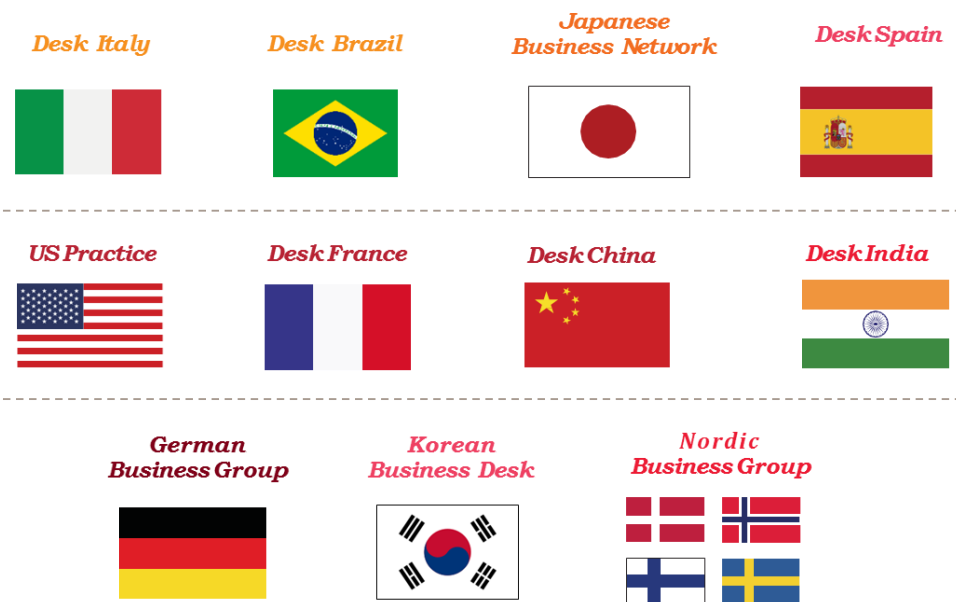 Desk Italy
Desk Brazil
Japanese
Business Network
Desk Spain
US Practice
Desk France
Desk China
Desk India
German
Business Group
Korean
Business Desk
Nordic
Business Group